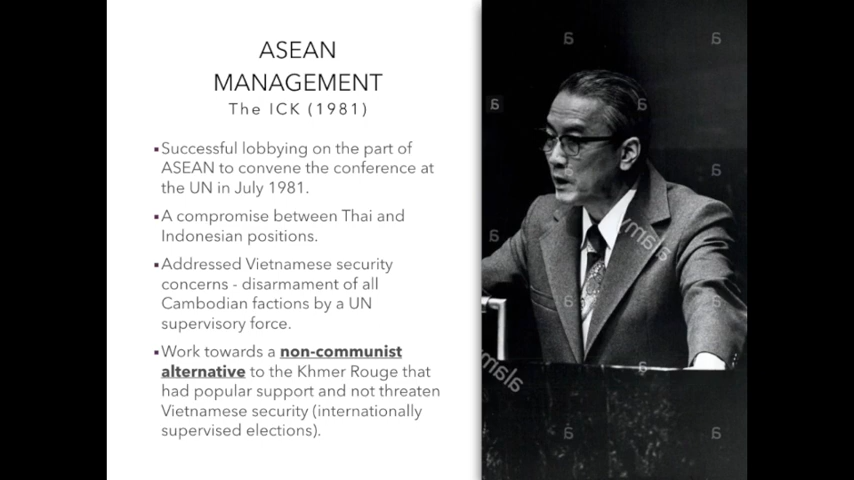 ASEAN
MANAGEMENT
The ICK (1981)
▪Successful lobbying on the part of
ASEAN to convene the conference at
the UN in July 1981.
▪A compromise between Thai and
Indonesian positions.
▪Addressed Vietnamese security
concerns - disarmament of all
Cambodian factions by a UN
supervisory force.
▪Work towards a non-communist
alternative to the Khmer Rouge that
had popular support and not threaten
Vietnamese security (internationally
supervised elections).
a
a
a
a
a
a
alamy
a
a
a
alamy
a
a
a